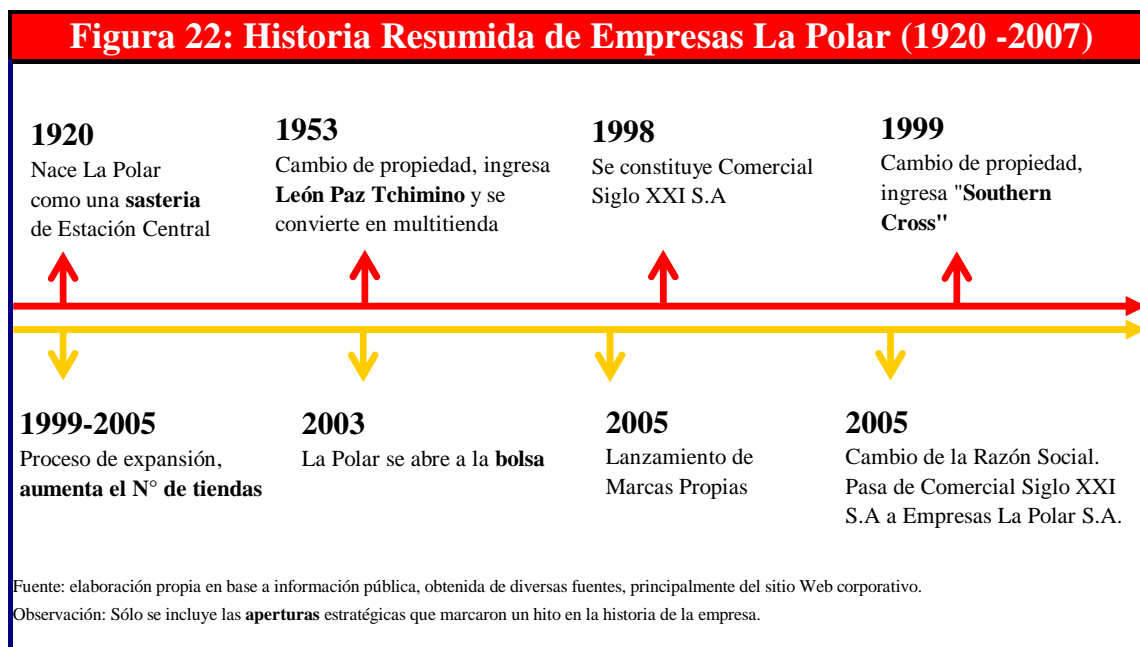 Figura 22: Historia Resumida de Empresas La Polar (1920 -2007)
1920
Nace La Polar
como una sasteria
de Estación Central
1953
Cambio de propiedad, ingresa
León Paz Tchimino y se
convierte en multitienda
1998
Se constituye Comercial
Siglo XXI S.A
1999
Cambio de propiedad,
ingresa "Southern
Cross"
1999-2005
Proceso de expansión,
aumenta el N° de tiendas
2003
La Polar se abre a la bolsa
2005
Lanzamiento de
Marcas Propias
2005
Cambio de la Razón Social.
Pasa de Comercial Siglo XXI
S.A a Empresas La Polar S.A.
Fuente: elaboración propia en base a información pública, obtenida de diversas fuentes, principalmente del sitio Web corporativo.
Observación: Sólo se incluye las aperturas estratégicas que marcaron un hito en la historia de la empresa.